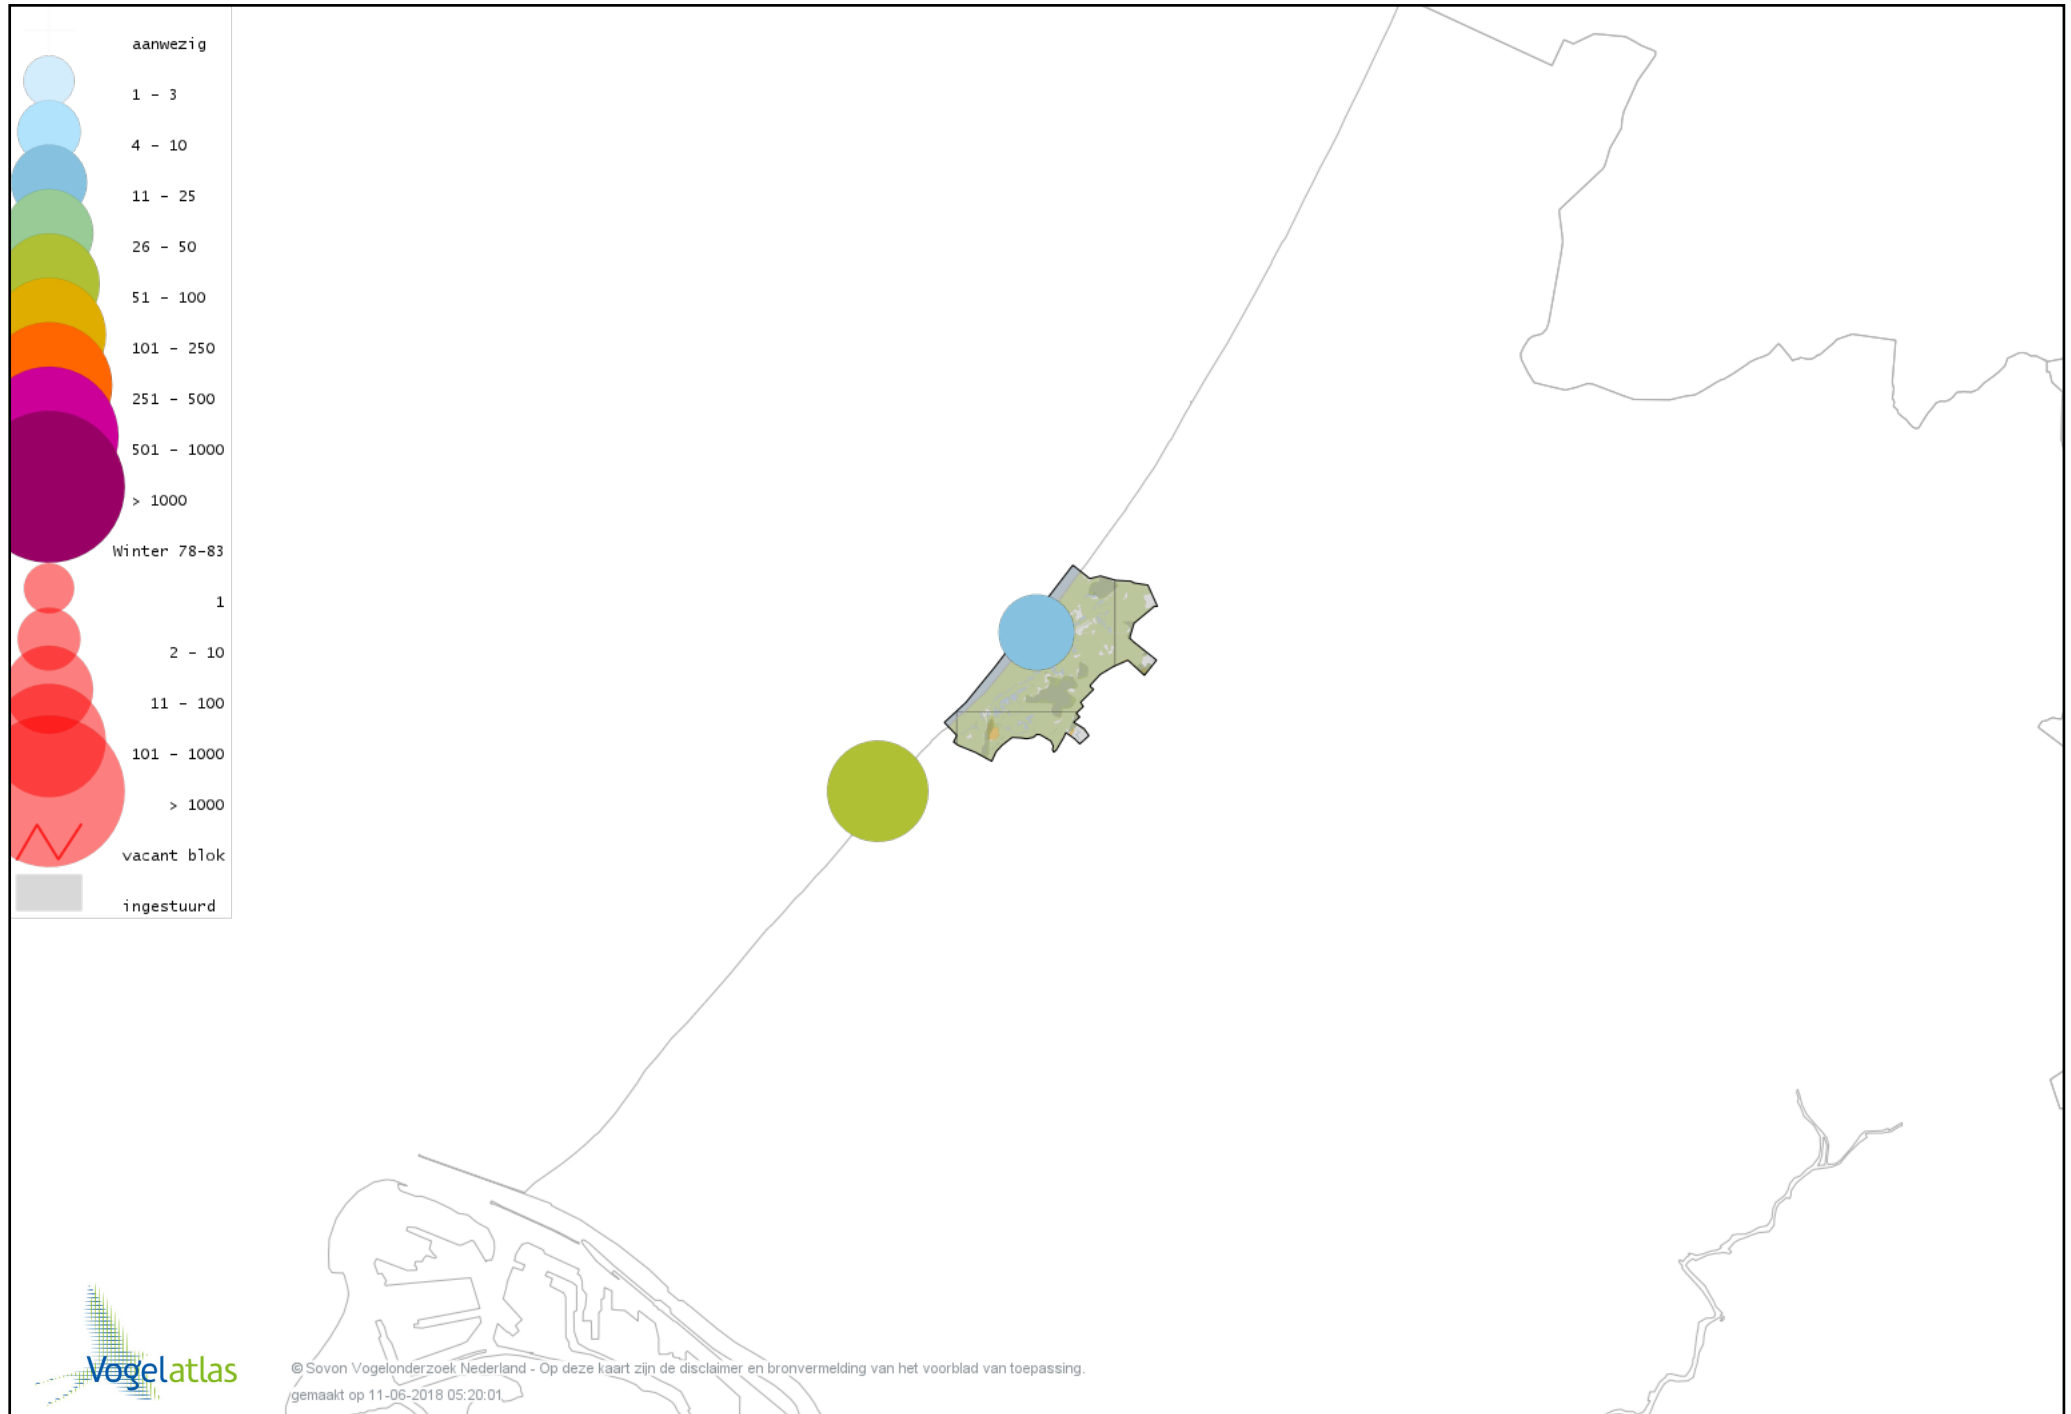 aanwezig
1 - 3
4 - 10
11 - 25
26 - 50
51 - 100
101 - 250
251 - 500
501 - 1000
> 1000
Winter 78-83
1
2 - 10
11 - 100
101 - 1000
> 1000
vacant blok
ingestuurd
Vogelatlas
© Sovon Vogelonderzoek Nederland - Op deze kaart zijn de disclaimer en bronvermelding van het voorblad van toepassing.
gemaakt op 11-06-2018 05:20:01